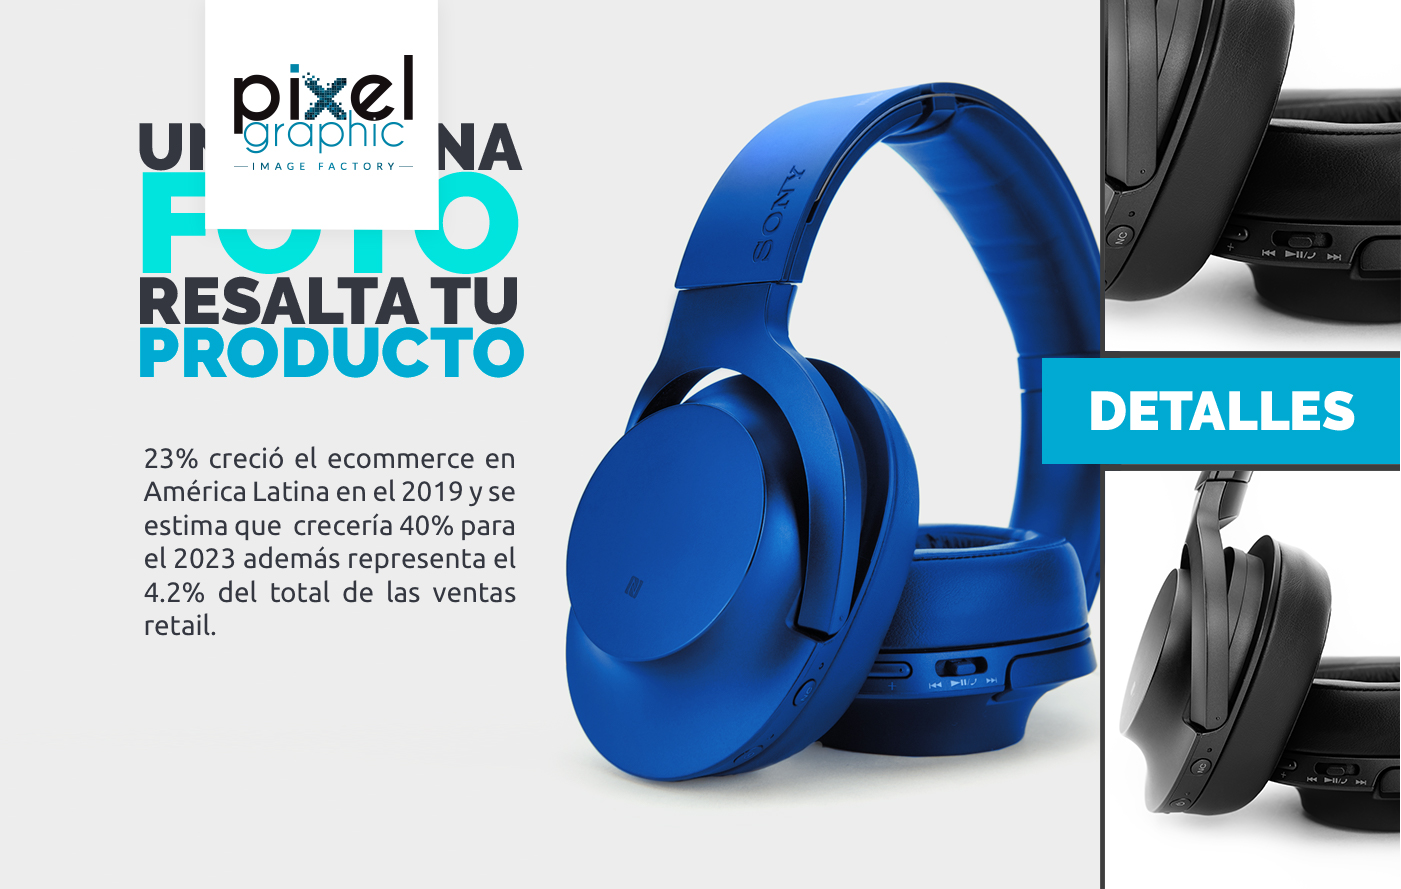 pixel
graphic
IMAGE FACTORY
FOTO
RESALTA TU
PRODUCTO
23% creció el ecommerce en
América Latina en el 2019 y se
estima que crecería 40% para
el 2023 además representa el
4.2% del total de las ventas
retail.
SONY
NC
DETALLES
NC